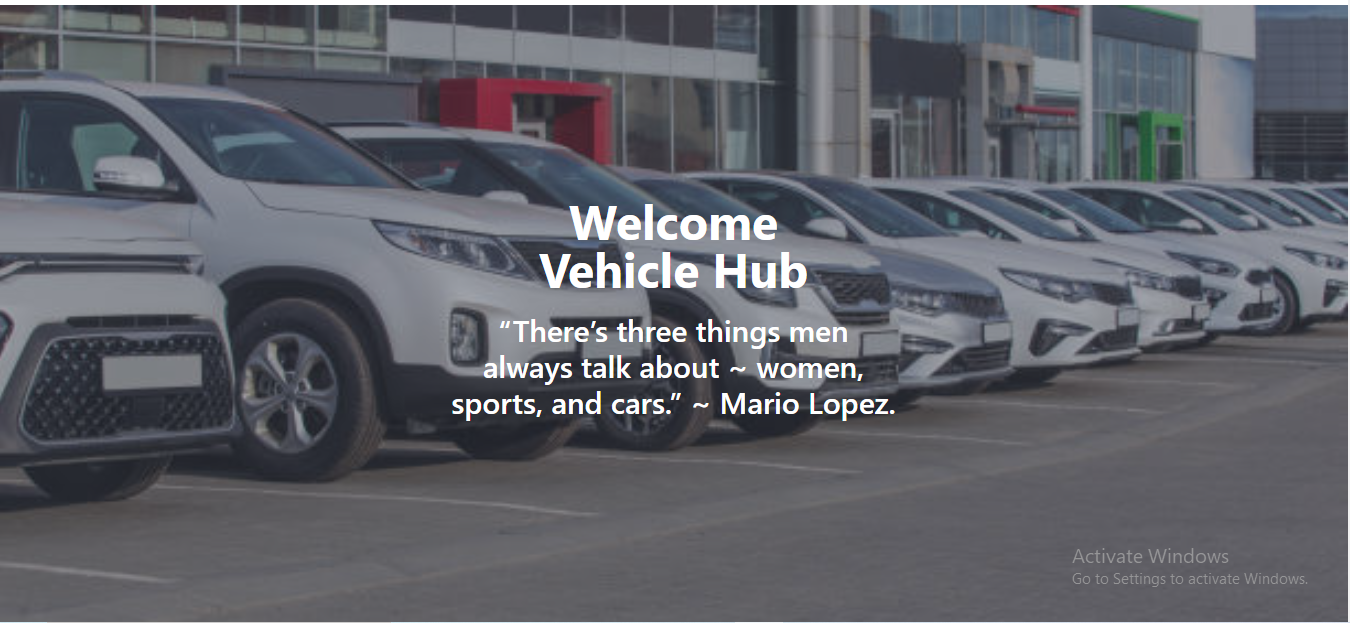 Welcome
Vehicle Hub
“There’s three things men
always talk about ~ women,
sports, and cars.” ~ Mario Lopez.
Activate Windows
Go to Settings to activate Windows.